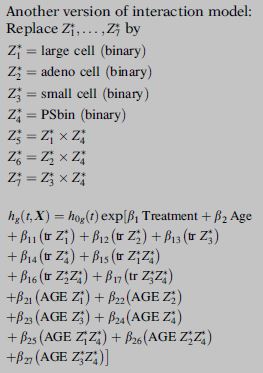 Another version of interaction model:
Replace Z₁*,…,Z₇* by
Z₁* = large cell (binary)
Z₂* = adeno cell (binary)
Z₃* = small cell (binary)
Z₄* = PSbin (binary)
Z₅* = Z₁* × Z₄*
Z₆* = Z₂* × Z₄*
Z₇* = Z₃* × Z₄*
h_g(t,X) = h₀g(t) exp[β₁ Treatment + β₂ Age
+ β₁₁ (tr Z₁*) + β₁₂ (tr Z₂*) + β₁₃ (tr Z₃*)
+ β₁₄ (tr Z₄*) + β₁₅ (tr Z₁*Z₄*)
+ β₁₆ (tr Z₂*Z₄*) + β₁₇ (tr Z₃*Z₄*)
+β₂₁ (AGE Z₁*) + β₂₂ (AGE Z₂*)
+β₂₃ (AGE Z₃*) + β₂₄ (AGE Z₄*)
+ β₂₅ (AGE Z₁*Z₄*) + β₂₆ (AGE Z₂*Z₄*)
+β₂₇ (AGE Z₃*Z₄*)]